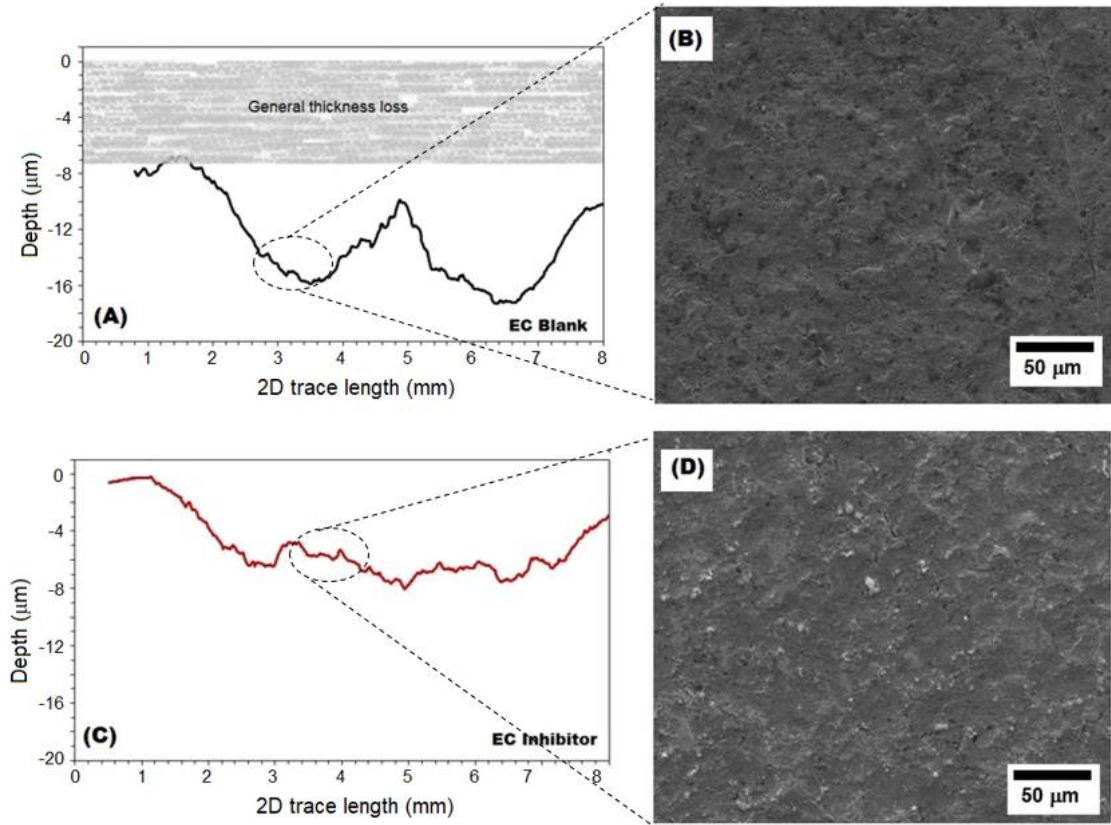 (B)
0
-4
-8
-12
-16
-20
Depth (μm)
General thickness loss
(A)
EC Blank
0 1 2 3 4 5 6 7 8
2D trace length (mm)
50 μm
(D)
0
-4
-8
-12
-16
-20
Depth (μm)
(C)
EC Inhibitor
0 1 2 3 4 5 6 7 8
2D trace length (mm)
50 μm